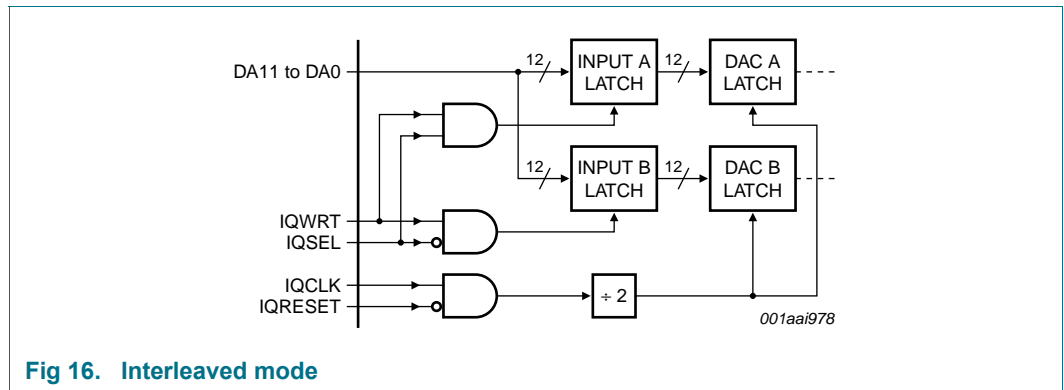 DA11 to DA0
12
INPUT A
LATCH
12
DAC A
LATCH
12
INPUT B
LATCH
12
DAC B
LATCH
IQWRT
IQSEL
IQCLK
IQRESET
÷ 2
001aai978
Fig 16. Interleaved mode